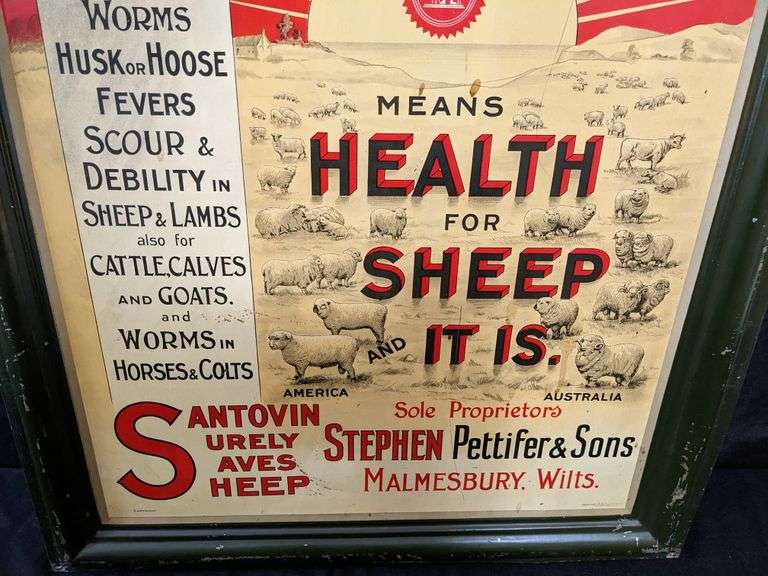 WORMS
HUSK OR HOOSE
FEVERS
SCOUR &
DEBILITY IN
SHEEP & LAMBS
also for
CATTLE, CALVES
AND GOATS.
and
WORMS IN
HORSES & COLTS
MEANS
HEALTH
FOR
SHEEP
AND IT IS.
AMERICA
AUSTRALIA
SANTOVIN
SURELY
SAVES
SHEEP
Sole Proprietors
STEPHEN Pettifer & Sons
MALMESBURY. Wilts.